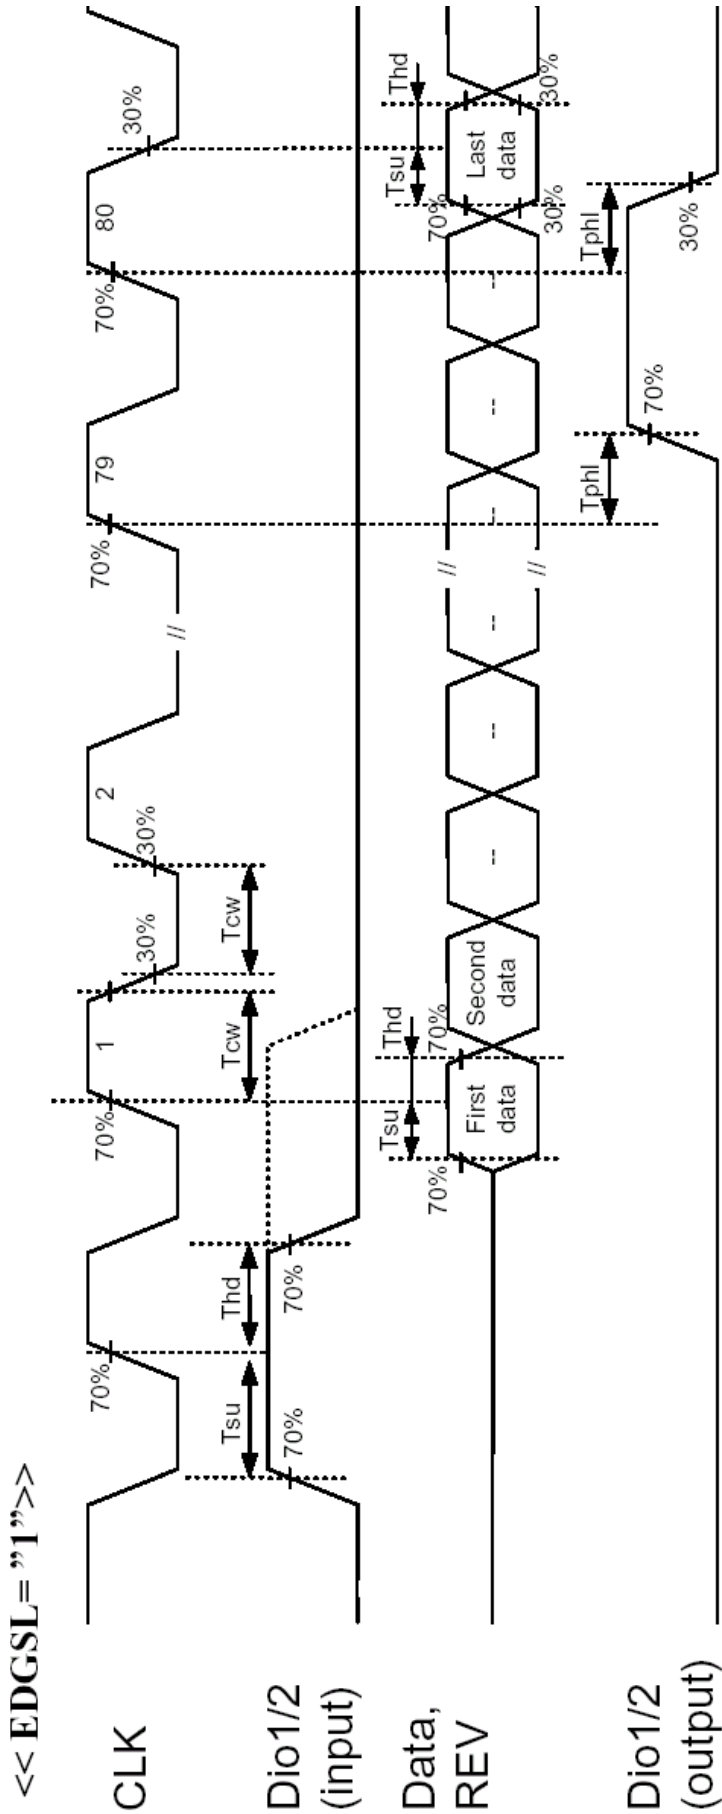 << EDGSL= ”1”>>
CLK
70%
70%
1
30%
30%
2
//
70%
79
70%
80
30%
Tcw
Tcw
Dio1/2
(input)
Tsu
Thd
70%
70%
Data,
REV
Tsu
Thd
70%
First
data
70%
Second
data
--
--
--
//
//
--
--
--
Tsu
Thd
70%
30%
Last
data
30%
Dio1/2
(output)
Tphl
70%
Tphl
30%